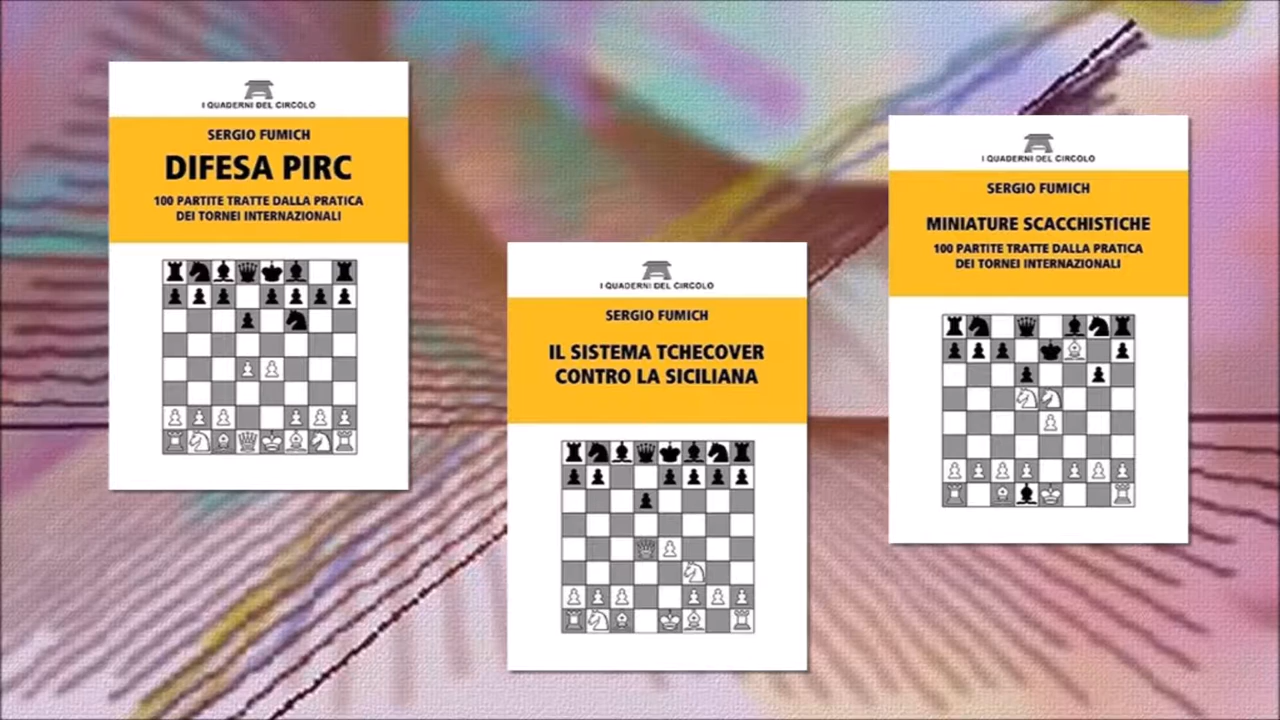 I QUADERNI DEL CIRCOLO
SERGIO FUMICH
DIFESA PIRC
100 PARTITE TRATTE DALLA PRATICA
DEI TORNEI INTERNAZIONALI
I QUADERNI DEL CIRCOLO
SERGIO FUMICH
IL SISTEMA TCHECOVER
CONTRO LA SICILIANA
I QUADERNI DEL CIRCOLO
SERGIO FUMICH
MINIATURE SCACCHISTICHE
100 PARTITE TRATTE DALLA PRATICA
DEI TORNEI INTERNAZIONALI